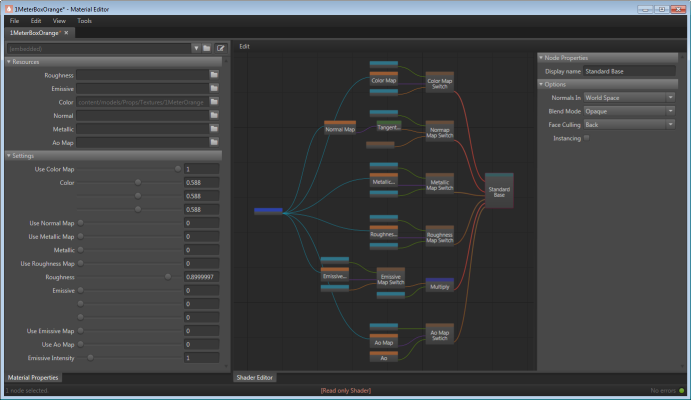 1MeterBoxOrange* - Material Editor
File Edit View Tools
1MeterBoxOrange* ×
(embedded)
Edit
Resources
Roughness
Emissive
Color content/models/Props/Textures/1MeterOrange
Normal
Metallic
Ao Map
Settings
Use Color Map 1
Color 0.588
0.588
0.588
Use Normal Map 0
Use Metallic Map 0
Metallic 0
Use Roughness Map 0
Roughness 0.8999997
Emissive 0
0
0
Use Emissive Map 0
Use Ao Map 0
Emissive Intensity 1
Color Map
Color Map Switch
Normal Map
Tangent...
Normap Map Switch
Metallic...
Metallic Map Switch
Standard Base
Roughnes...
Roughness Map Switch
Emissive...
Emissive Map Switch
Multiply
Ao Map
Ao Map Switch
Ao
Node Properties
Display name Standard Base
Options
Normals In World Space
Blend Mode Opaque
Face Culling Back
Instancing
Material Properties
Shader Editor
1 node selected
[Read only Shader]
No errors